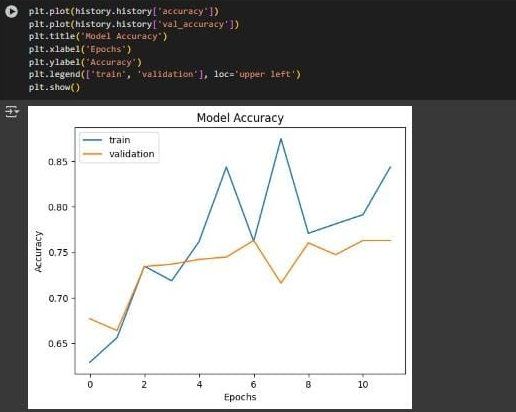 plt.plot(history.history['accuracy'])
plt.plot(history.history['val_accuracy'])
plt.title('Model Accuracy')
plt.xlabel('Epochs')
plt.ylabel('Accuracy')
plt.legend(['train', 'validation'], loc='upper left')
plt.show()
Model Accuracy
train
validation
0.85
0.80
0.75
0.70
0.65
Accuracy
0 2 4 6 8 10
Epochs